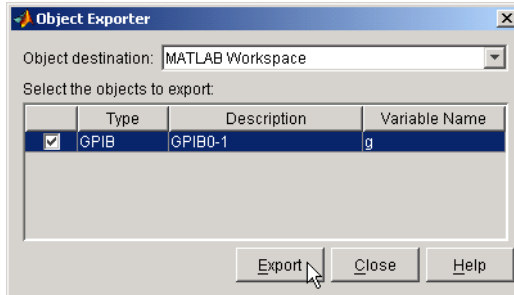 Object Exporter
Object destination: MATLAB Workspace
Select the objects to export:
Type Description Variable Name
GPIB GPIB0-1 g
Export Close Help